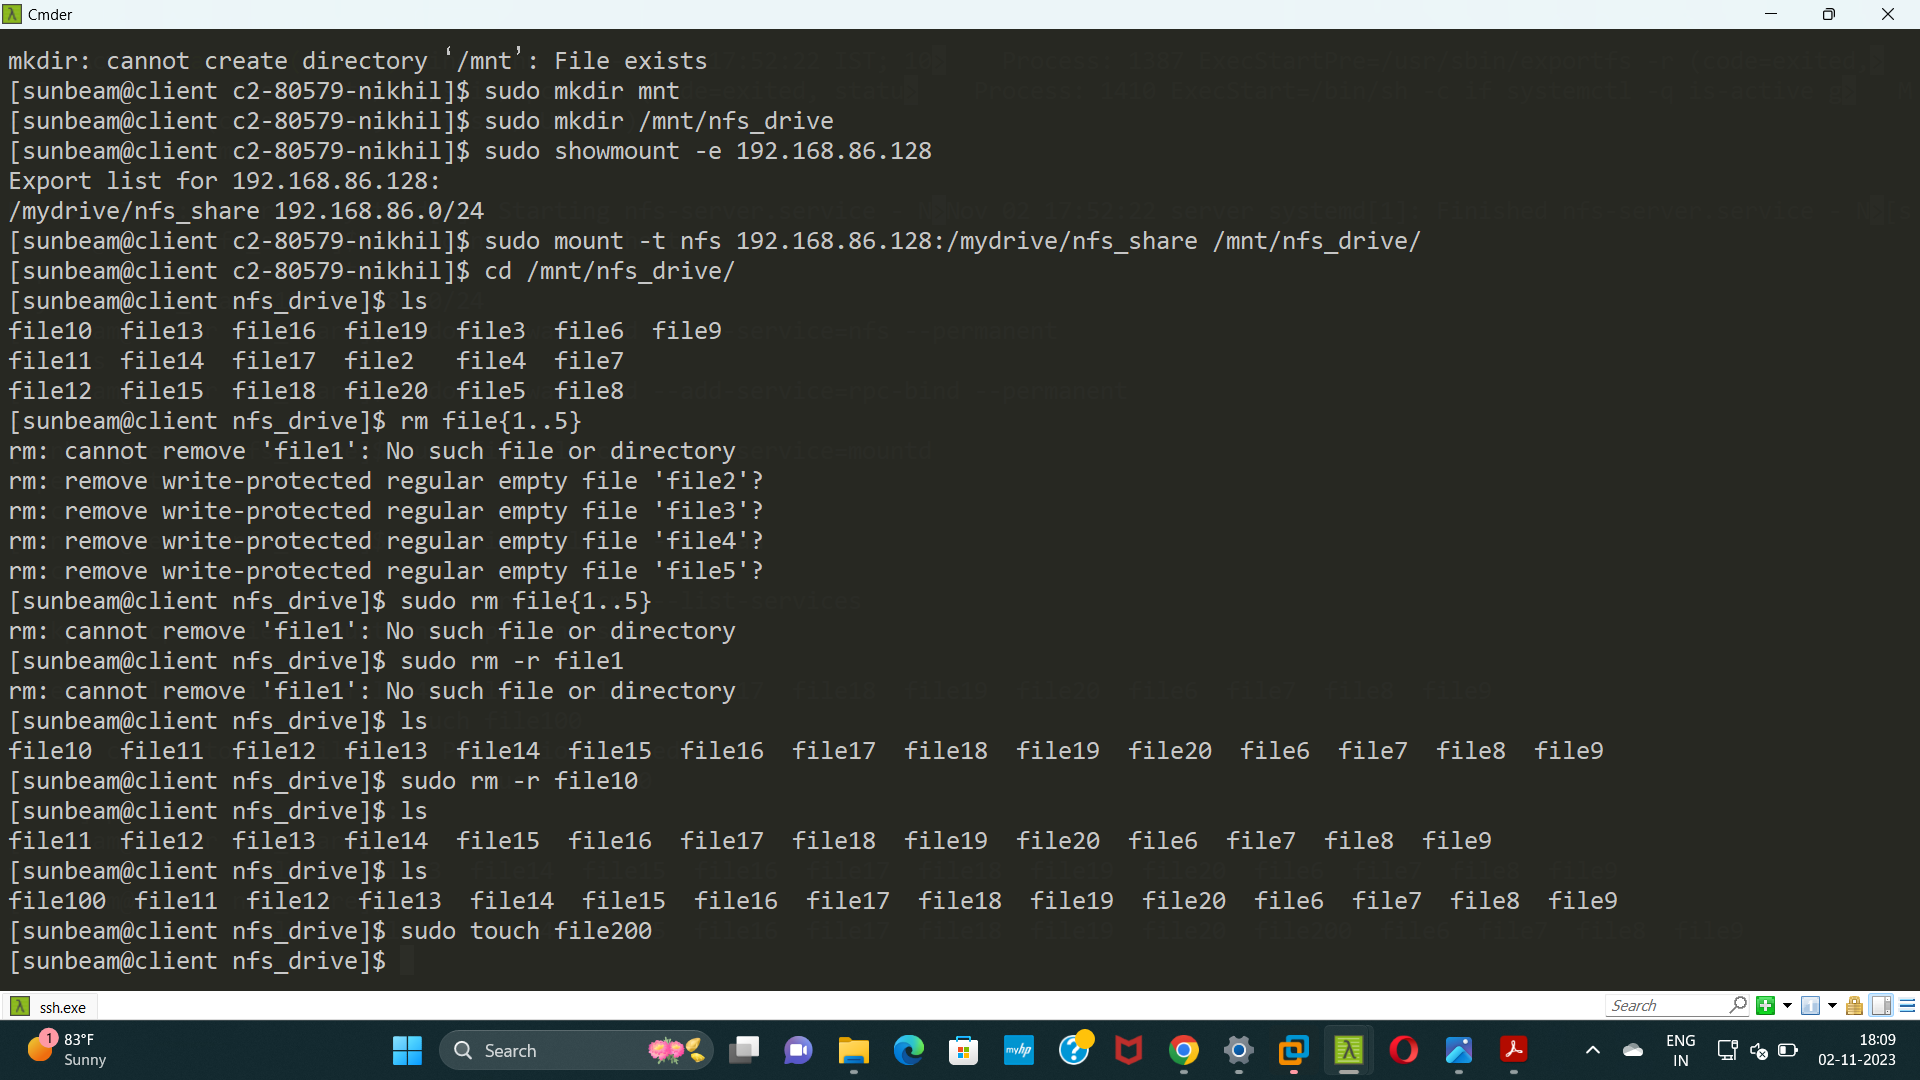 Cmder
mkdir: cannot create directory ‘/mnt’: File exists
[sunbeam@client c2-80579-nikhil]$ sudo mkdir mnt
[sunbeam@client c2-80579-nikhil]$ sudo mkdir /mnt/nfs_drive
[sunbeam@client c2-80579-nikhil]$ sudo showmount -e 192.168.86.128
Export list for 192.168.86.128:
/mydrive/nfs_share 192.168.86.0/24
[sunbeam@client c2-80579-nikhil]$ sudo mount -t nfs 192.168.86.128:/mydrive/nfs_share /mnt/nfs_drive/
[sunbeam@client c2-80579-nikhil]$ cd /mnt/nfs_drive/
[sunbeam@client nfs_drive]$ ls
file10  file13  file16  file19  file3  file6  file9
file11  file14  file17  file2   file4  file7
file12  file15  file18  file20  file5  file8
[sunbeam@client nfs_drive]$ rm file{1..5}
rm: cannot remove 'file1': No such file or directory
rm: remove write-protected regular empty file 'file2'?
rm: remove write-protected regular empty file 'file3'?
rm: remove write-protected regular empty file 'file4'?
rm: remove write-protected regular empty file 'file5'?
[sunbeam@client nfs_drive]$ sudo rm file{1..5}
rm: cannot remove 'file1': No such file or directory
[sunbeam@client nfs_drive]$ sudo rm -r file1
rm: cannot remove 'file1': No such file or directory
[sunbeam@client nfs_drive]$ ls
file10  file11  file12  file13  file14  file15  file16  file17  file18  file19  file20  file6  file7  file8  file9
[sunbeam@client nfs_drive]$ sudo rm -r file10
[sunbeam@client nfs_drive]$ ls
file11  file12  file13  file14  file15  file16  file17  file18  file19  file20  file6  file7  file8  file9
[sunbeam@client nfs_drive]$ ls
file100  file11  file12  file13  file14  file15  file16  file17  file18  file19  file20  file6  file7  file8  file9
[sunbeam@client nfs_drive]$ sudo touch file200
[sunbeam@client nfs_drive]$
ssh.exe
Search
1
83°F
Sunny
Search
myhp
ENG
IN
18:09
02-11-2023